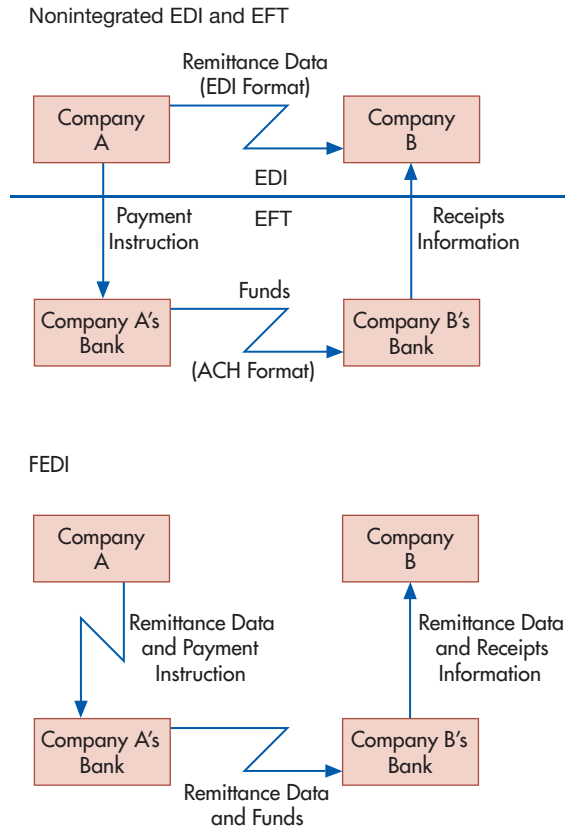 Nonintegrated EDI and EFT
Remittance Data
(EDI Format)
Company
A
Company
B
EDI
EFT
Payment
Instruction
Receipts
Information
Funds
Company A's
Bank
Company B's
Bank
(ACH Format)
FEDI
Company
A
Company
B
Remittance Data
and Payment
Instruction
Remittance Data
and Receipts
Information
Company A's
Bank
Company B's
Bank
Remittance Data
and Funds